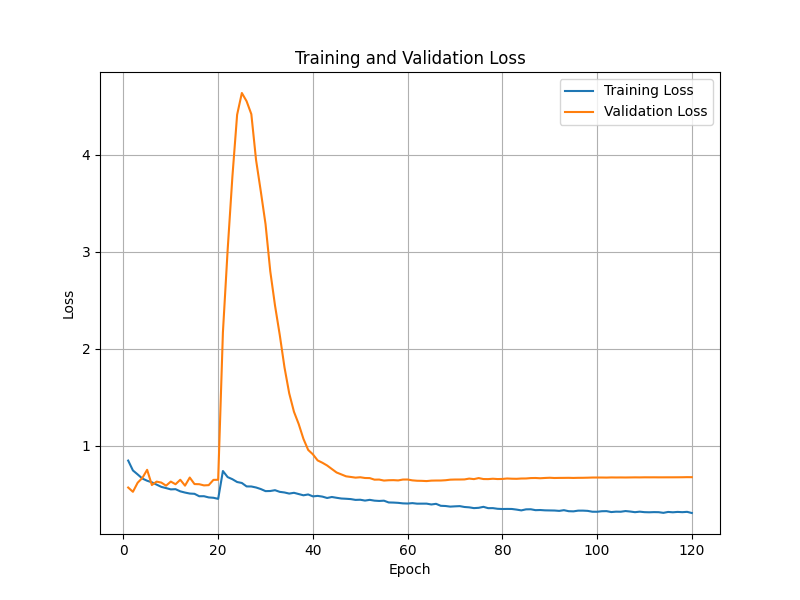 Training and Validation Loss
Training Loss
Validation Loss
Loss
4
3
2
1
0
20
40
60
80
100
120
Epoch